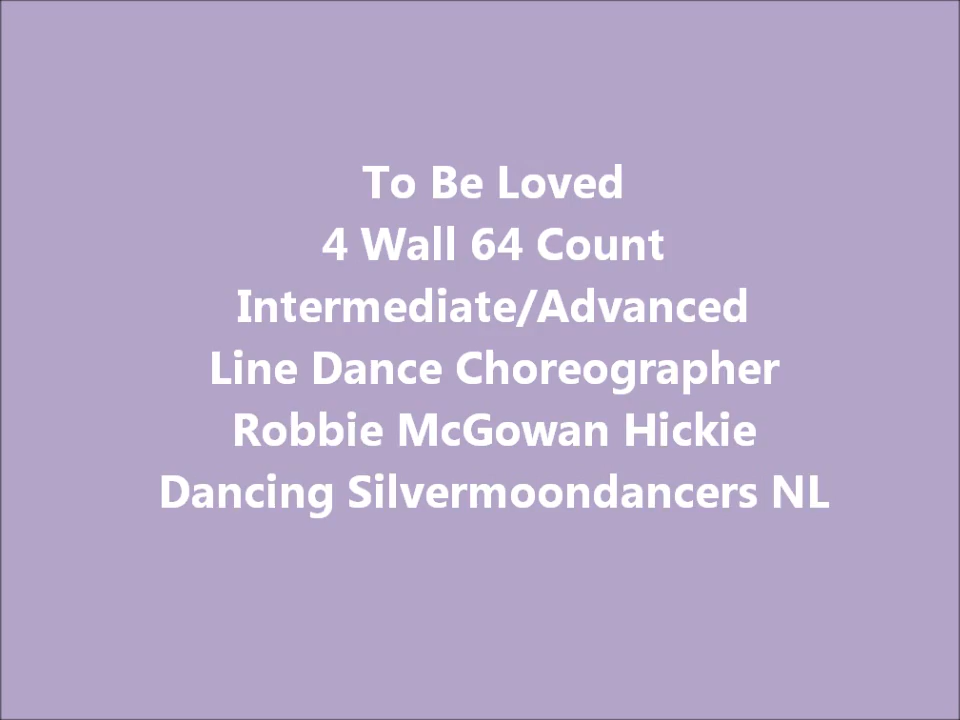 To Be Loved
4 Wall 64 Count
Intermediate/Advanced
Line Dance Choreographer
Robbie McGowan Hickie
Dancing Silvermoondancers NL